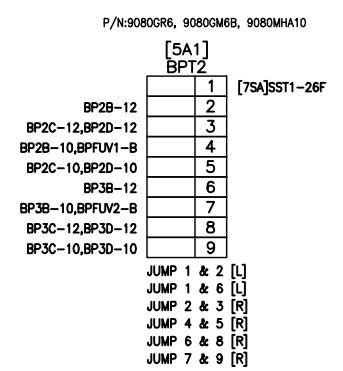 P/N:9080GR6, 9080GM6B, 9080MHA10
[5A1]
BPT2
1 [7SA]SST1-26F
BP2B-12 2
BP2C-12,BP2D-12 3
BP2B-10,BPFUV1-B 4
BP2C-10,BP2D-10 5
BP3B-12 6
BP3B-10,BPFUV2-B 7
BP3C-12,BP3D-12 8
BP3C-10,BP3D-10 9
JUMP 1 & 2 [L]
JUMP 1 & 6 [L]
JUMP 2 & 3 [R]
JUMP 4 & 5 [R]
JUMP 6 & 8 [R]
JUMP 7 & 9 [R]